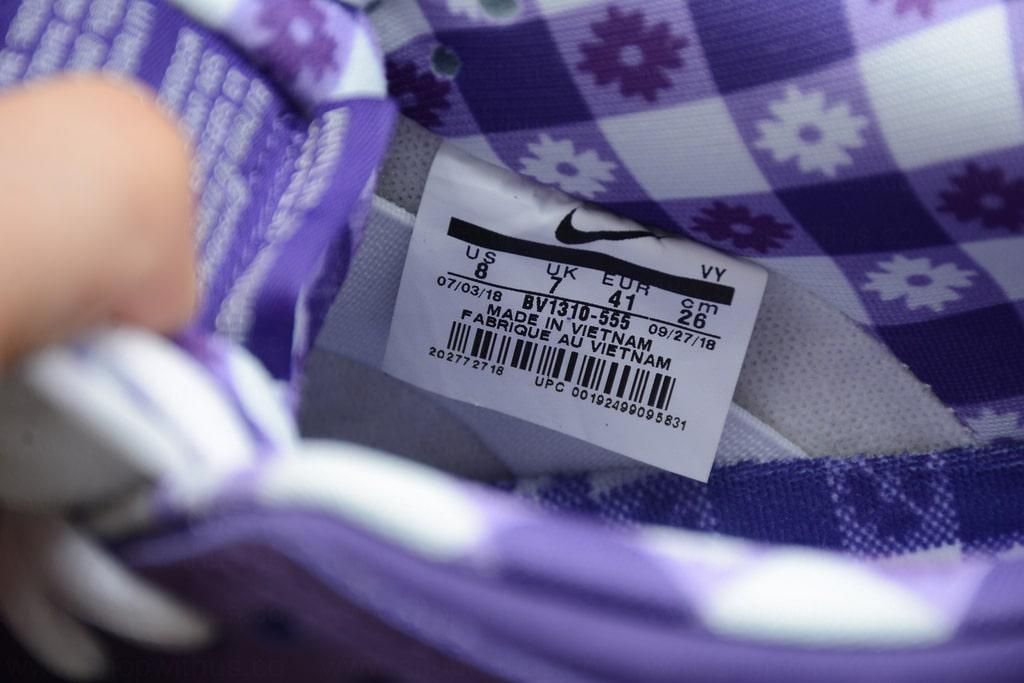 VY
US UK EUR cm
8 7 41 26
07/03/18 BV1310-555 09/27/18
MADE IN VIETNAM
FABRIQUE AU VIETNAM
202772718 UPC 00192499095831